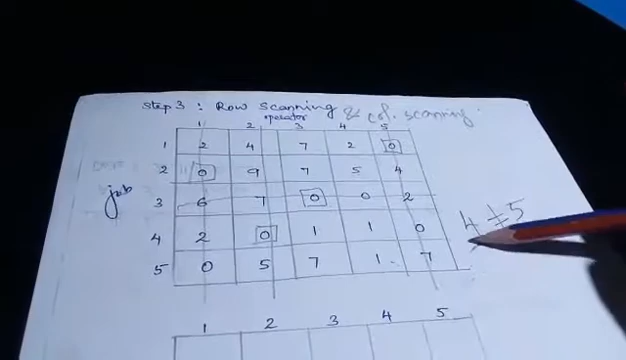 Step 3 : Row scanning & col. scanning.
operator
1 2 3 4 5
1 2 4 7 2 0
2 0 9 7 5 4
job
3 6 7 0 0 2
4 2 0 1 1 0
4 ≠ 5
5 0 5 7 1 7
1 2 3 4 5